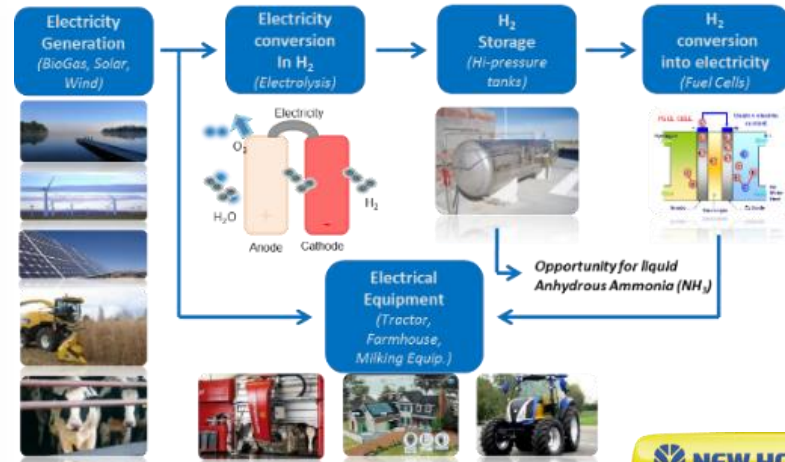 Electricity
Generation
(BioGas, Solar,
Wind)
Electricity
conversion
In H₂
(Electrolysis)
H₂
Storage
(Hi-pressure
tanks)
H₂
conversion
into electricity
(Fuel Cells)
Electricity
O₂
H₂O
H₂
+
-
Anode
Cathode
FUEL CELL
Opportunity for liquid
Anhydrous Ammonia (NH₃)
Electrical
Equipment
(Tractor,
Farmhouse,
Milking Equip.)